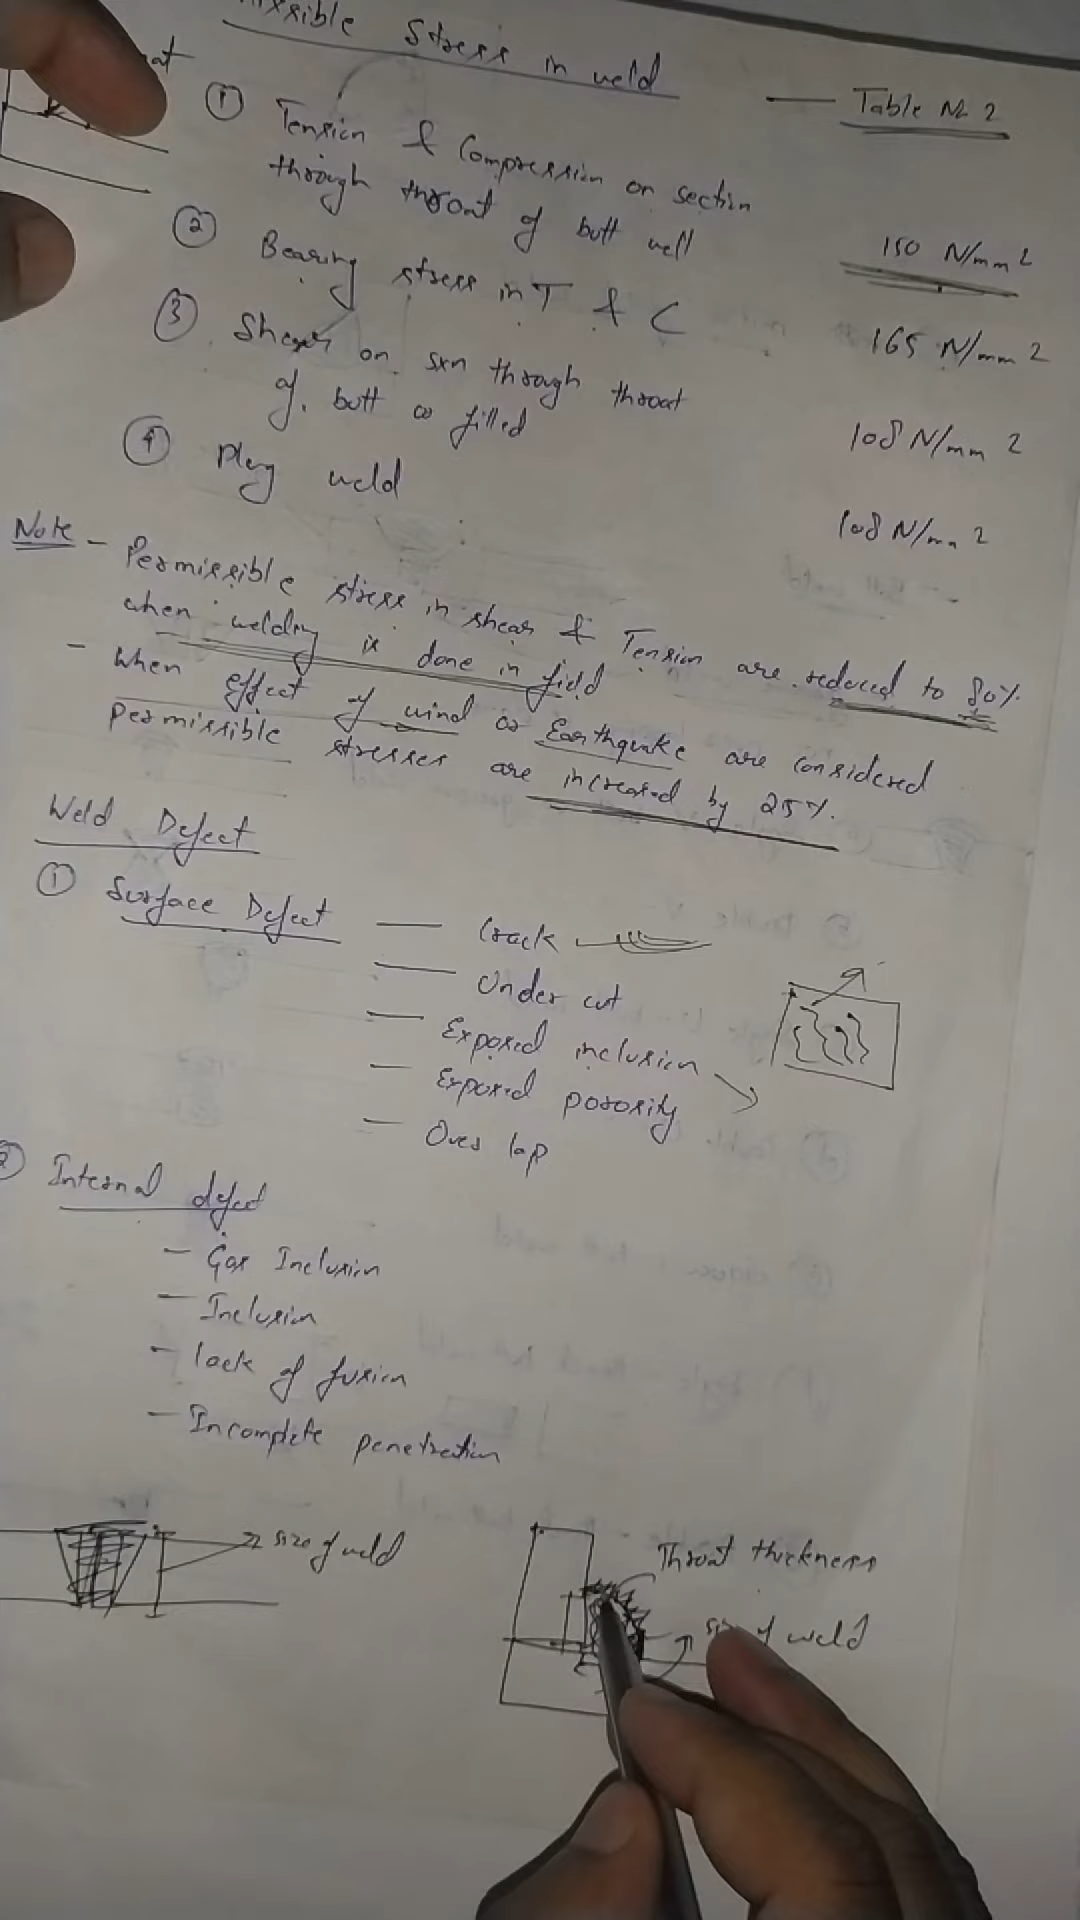 Stress in weld — Table No 2
① Tension & Compression on section
through throat of butt well 150 N/mm2
② Bearing stress in T & C 165 N/mm2
③ Shear on sxn through throat
of butt or filled 108 N/mm2
④ Plug weld 108 N/mm2
Note – Permissible stress in shear & Tension are reduced to 80%
when welding is done in field
- When effect of wind or Earthquake are considered
permissible stresses are increased by 25%.
Weld Defect
① Surface Defect — Crack
— Under cut
— Exposed inclusion
— Exposed porosity
— Over lap
② Internal defect
– Gas Inclusion
– Inclusion
– lack of fusion
– Incomplete penetration
size of weld
Throat thickness
size of weld